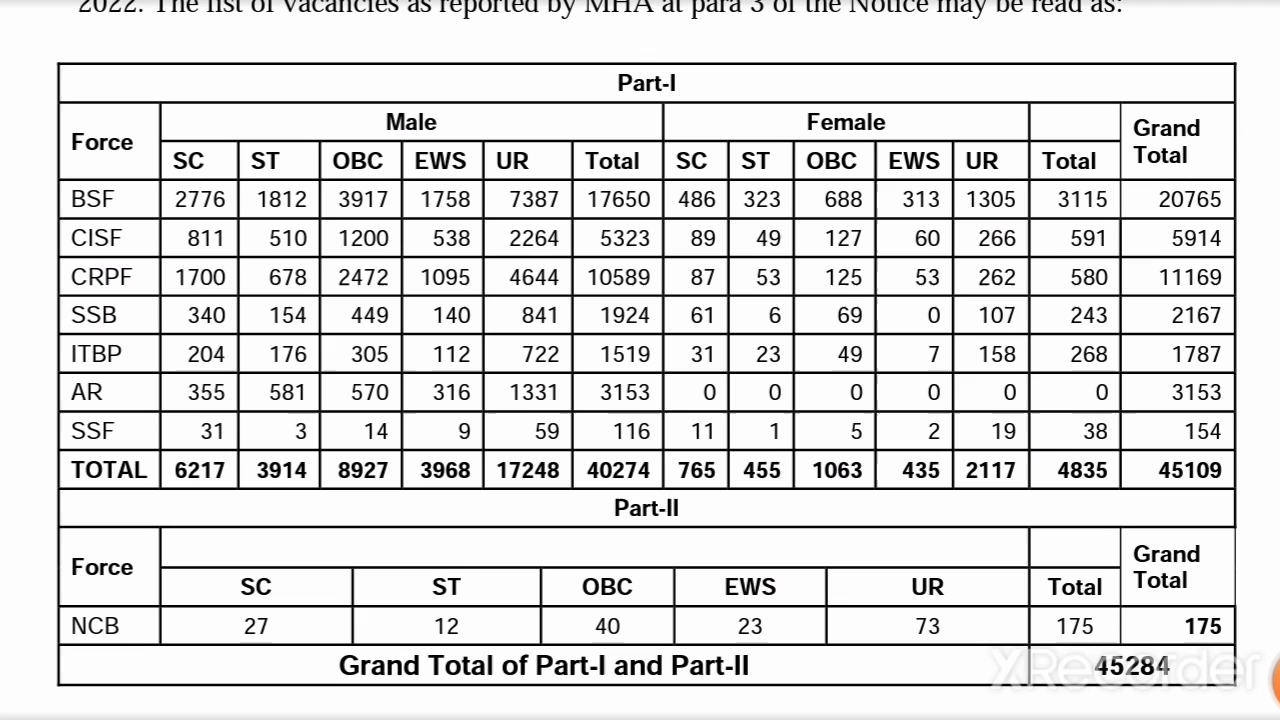 2022. The list of vacancies as reported by MHA at para 3 of the Notice may be read as:
Part-I
Force Male Female Grand Total
SC ST OBC EWS UR Total SC ST OBC EWS UR Total
BSF 2776 1812 3917 1758 7387 17650 486 323 688 313 1305 3115 20765
CISF 811 510 1200 538 2264 5323 89 49 127 60 266 591 5914
CRPF 1700 678 2472 1095 4644 10589 87 53 125 53 262 580 11169
SSB 340 154 449 140 841 1924 61 6 69 0 107 243 2167
ITBP 204 176 305 112 722 1519 31 23 49 7 158 268 1787
AR 355 581 570 316 1331 3153 0 0 0 0 0 0 3153
SSF 31 3 14 9 59 116 11 1 5 2 19 38 154
TOTAL 6217 3914 8927 3968 17248 40274 765 455 1063 435 2117 4835 45109
Part-II
Force Grand Total
SC ST OBC EWS UR Total
NCB 27 12 40 23 73 175 175
Grand Total of Part-I and Part-II 45284
XRecorder